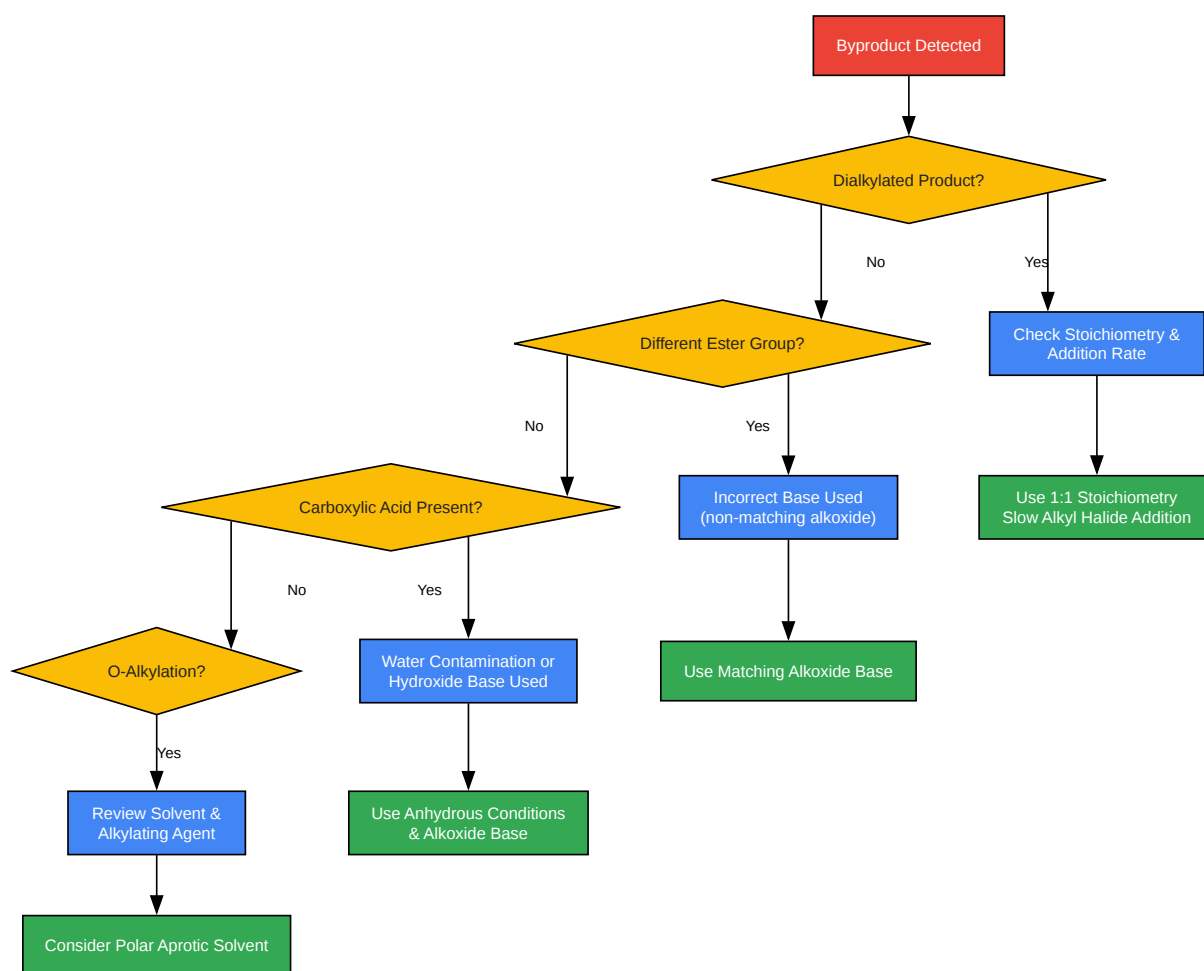 Byproduct Detected
Dialkylated Product?
No
Yes
Different Ester Group?
Check Stoichiometry &
Addition Rate
No
Yes
Carboxylic Acid Present?
Incorrect Base Used
(non-matching alkoxide)
Use 1:1 Stoichiometry
Slow Alkyl Halide Addition
No
Yes
O-Alkylation?
Water Contamination or
Hydroxide Base Used
Use Matching Alkoxide Base
Yes
Review Solvent &
Alkylating Agent
Use Anhydrous Conditions
& Alkoxide Base
Consider Polar Aprotic Solvent